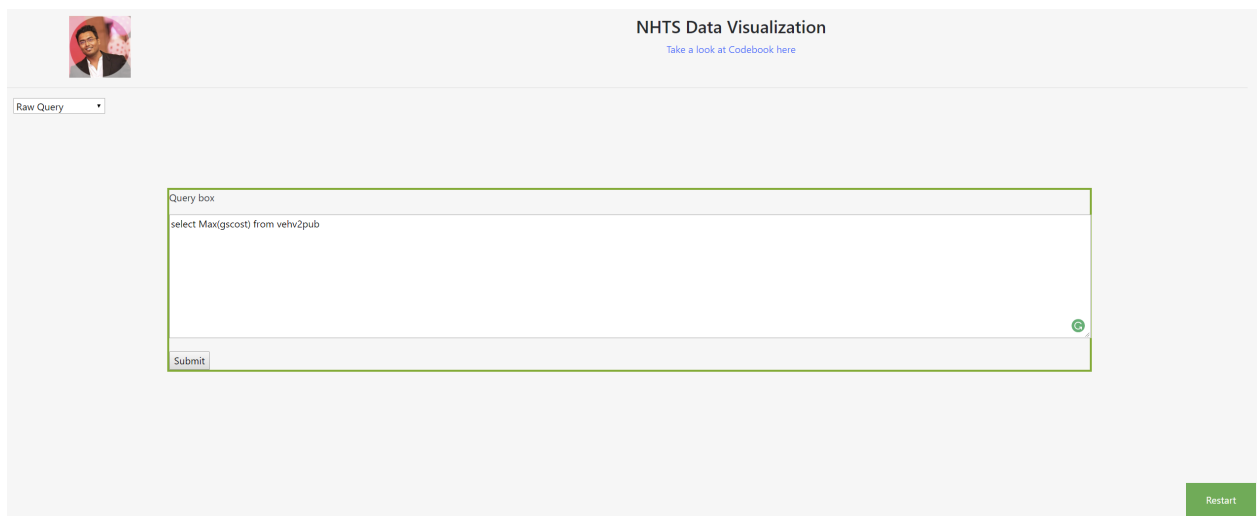 NHTS Data Visualization
Take a look at Codebook here
Raw Query
Query box
select Max(gscost) from vehv2pub
Submit
Restart